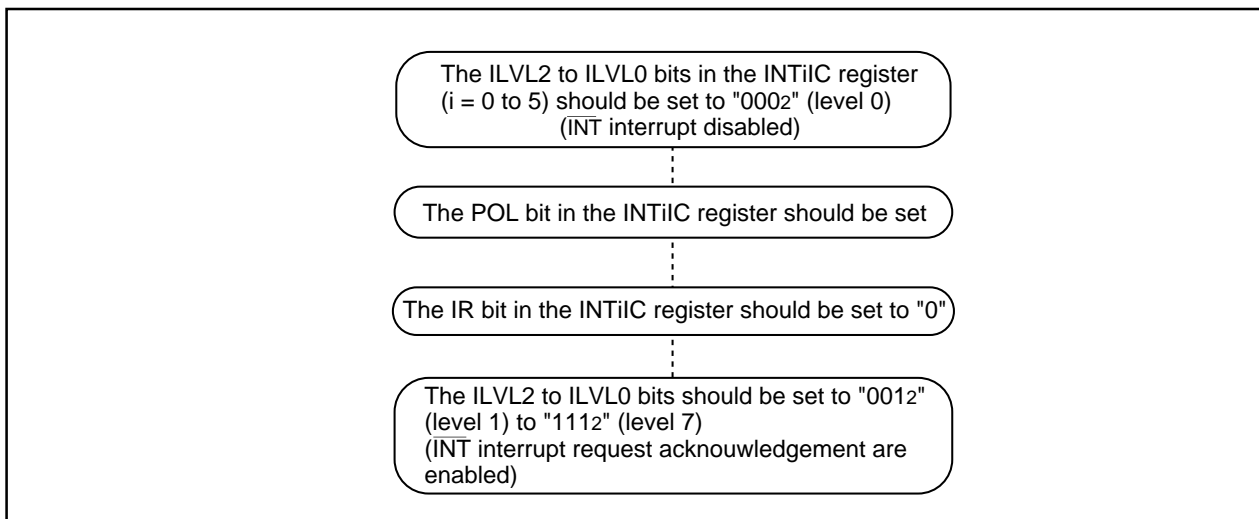 The ILVL2 to ILVL0 bits in the INTiIC register
(i = 0 to 5) should be set to "0002" (level 0)
(INT interrupt disabled)
The POL bit in the INTiIC register should be set
The IR bit in the INTiIC register should be set to "0"
The ILVL2 to ILVL0 bits should be set to "0012"
(level 1) to "1112" (level 7)
(INT interrupt request acknouwledgement are
enabled)